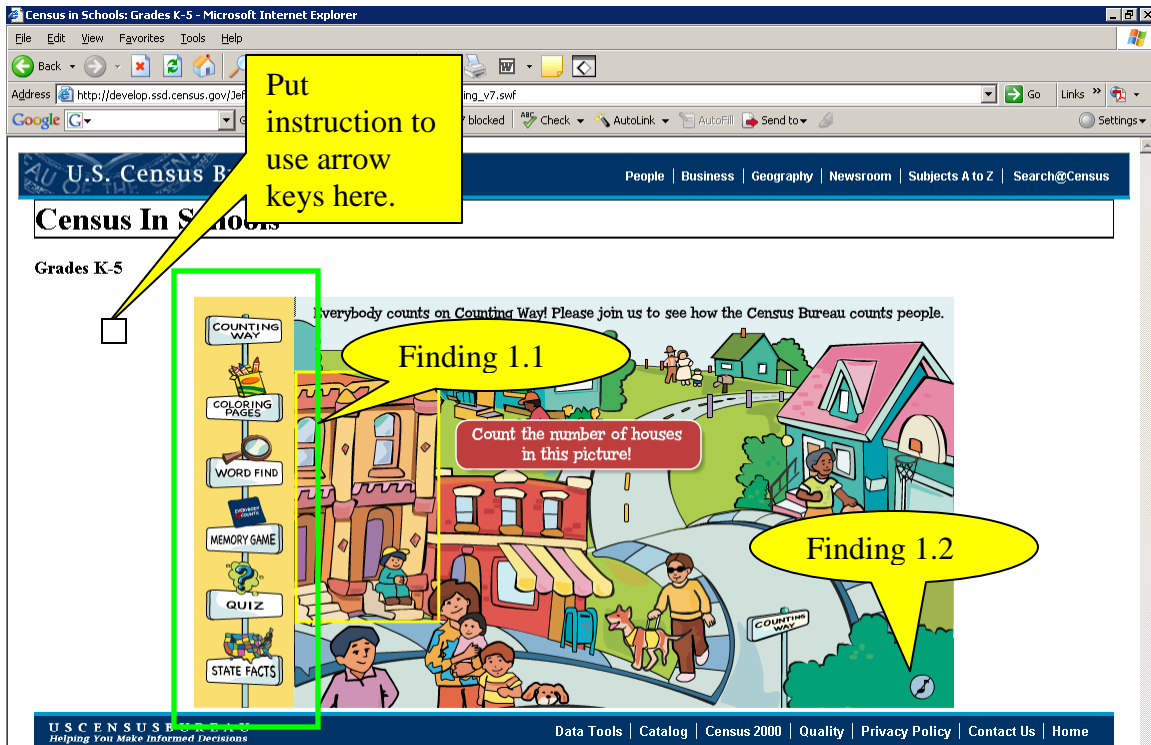 Census in Schools: Grades K-5 - Microsoft Internet Explorer
File Edit View Favorites Tools Help
Back
Address http://develop.ssd.census.gov/Jef ing_v7.swf Go Links »
Google G blocked Check AutoLink AutoFill Send to Settings
Put
instruction to
use arrow
keys here.
U.S. Census B People | Business | Geography | Newsroom | Subjects A to Z | Search@Census
Census In Schools
Grades K-5
Everybody counts on Counting Way! Please join us to see how the Census Bureau counts people.
COUNTING
WAY
Finding 1.1
COLORING
PAGES
Count the number of houses
in this picture!
WORD FIND
EVERYBODY
COUNTS
MEMORY GAME
Finding 1.2
QUIZ
COUNTING
WAY
STATE FACTS
USCENSUSBUREAU
Helping You Make Informed Decisions
Data Tools | Catalog | Census 2000 | Quality | Privacy Policy | Contact Us | Home